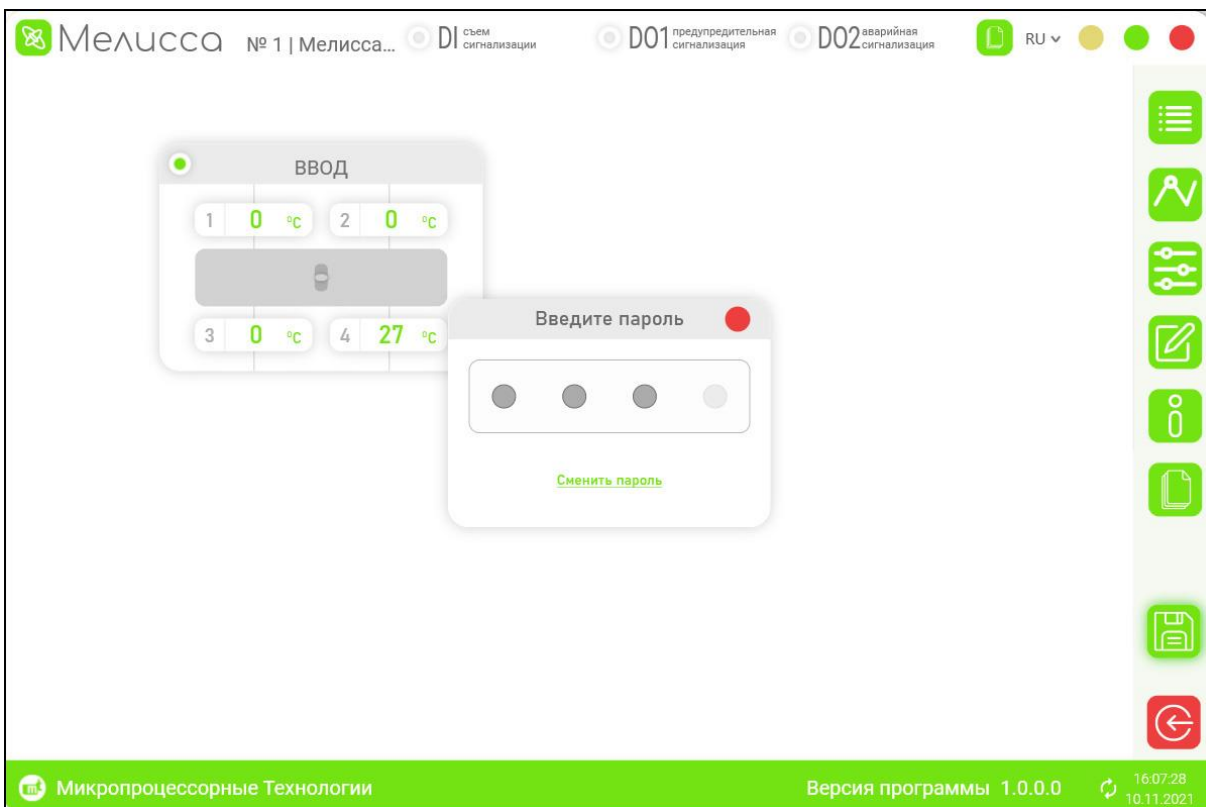 Мелисса № 1 | Мелисса... DI съем сигнализации DO1 предупредительная сигнализация DO2 аварийная сигнализация RU
ВВОД
1 0 °C 2 0 °C
3 0 °C 4 27 °C
Введите пароль
Сменить пароль
Микропроцессорные Технологии Версия программы 1.0.0.0 16:07:28
10.11.2021